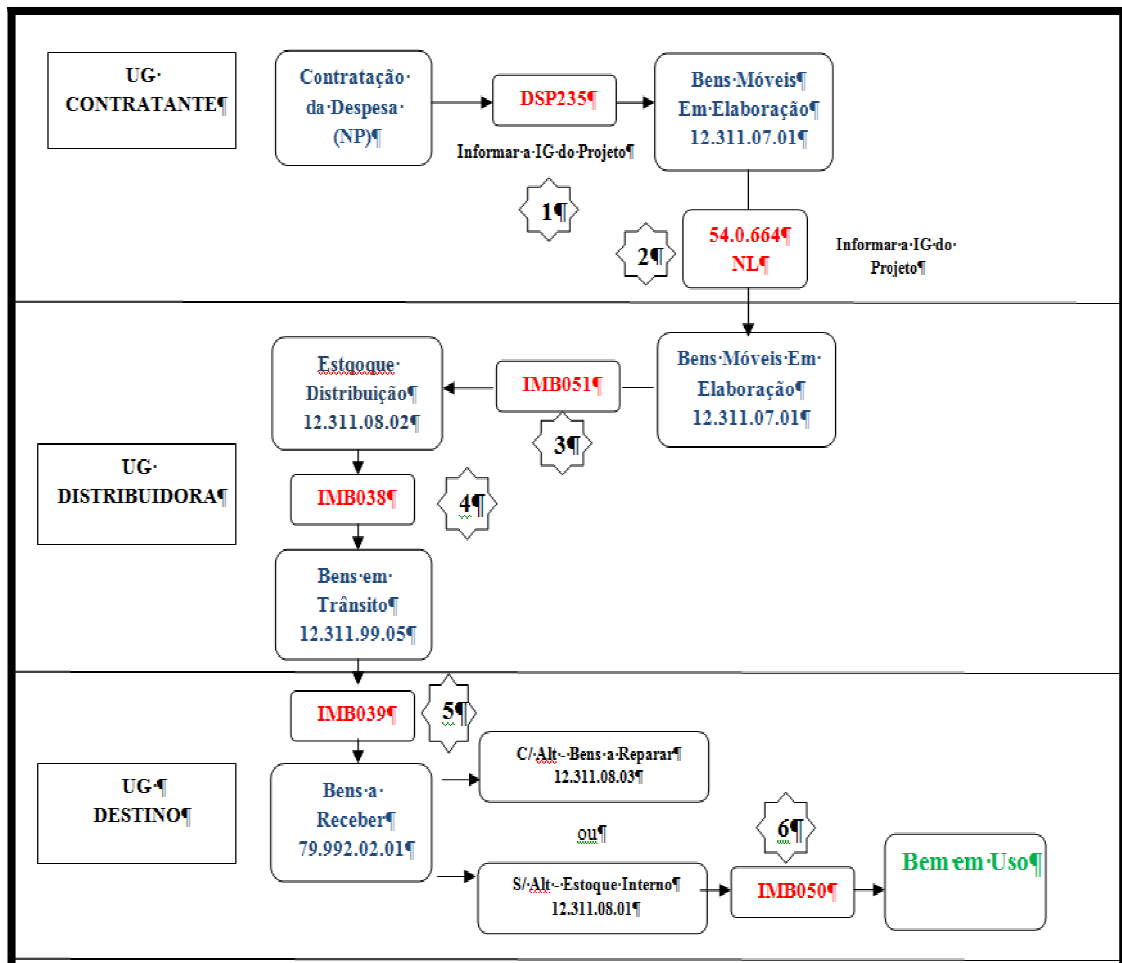 UG·
CONTRATANTE¶
Contratação·
da·Despesa·
(NP)¶
DSP235¶
Informar·a·IG·do·Projeto¶
Bens·Móveis¶
Em·Elaboração¶
12.311.07.01¶
1¶
2¶
54.0.664¶
NL¶
Informar·a·IG·do·
Projeto¶
UG·
DISTRIBUIDORA¶
Estqoque·
Distribuição¶
12.311.08.02¶
IMB051¶
3¶
Bens·Móveis·Em·
Elaboração¶
12.311.07.01¶
IMB038¶
4¶
Bens·em·
Trânsito¶
12.311.99.05¶
UG·¶
DESTINO¶
IMB039¶
5¶
Bens·a·
Receber¶
79.992.02.01¶
C/·Alt·-·Bens·a·Reparar¶
12.311.08.03¶
ou¶
S/·Alt·-·Estoque·Interno¶
12.311.08.01¶
6¶
IMB050¶
Bem·em·Uso¶